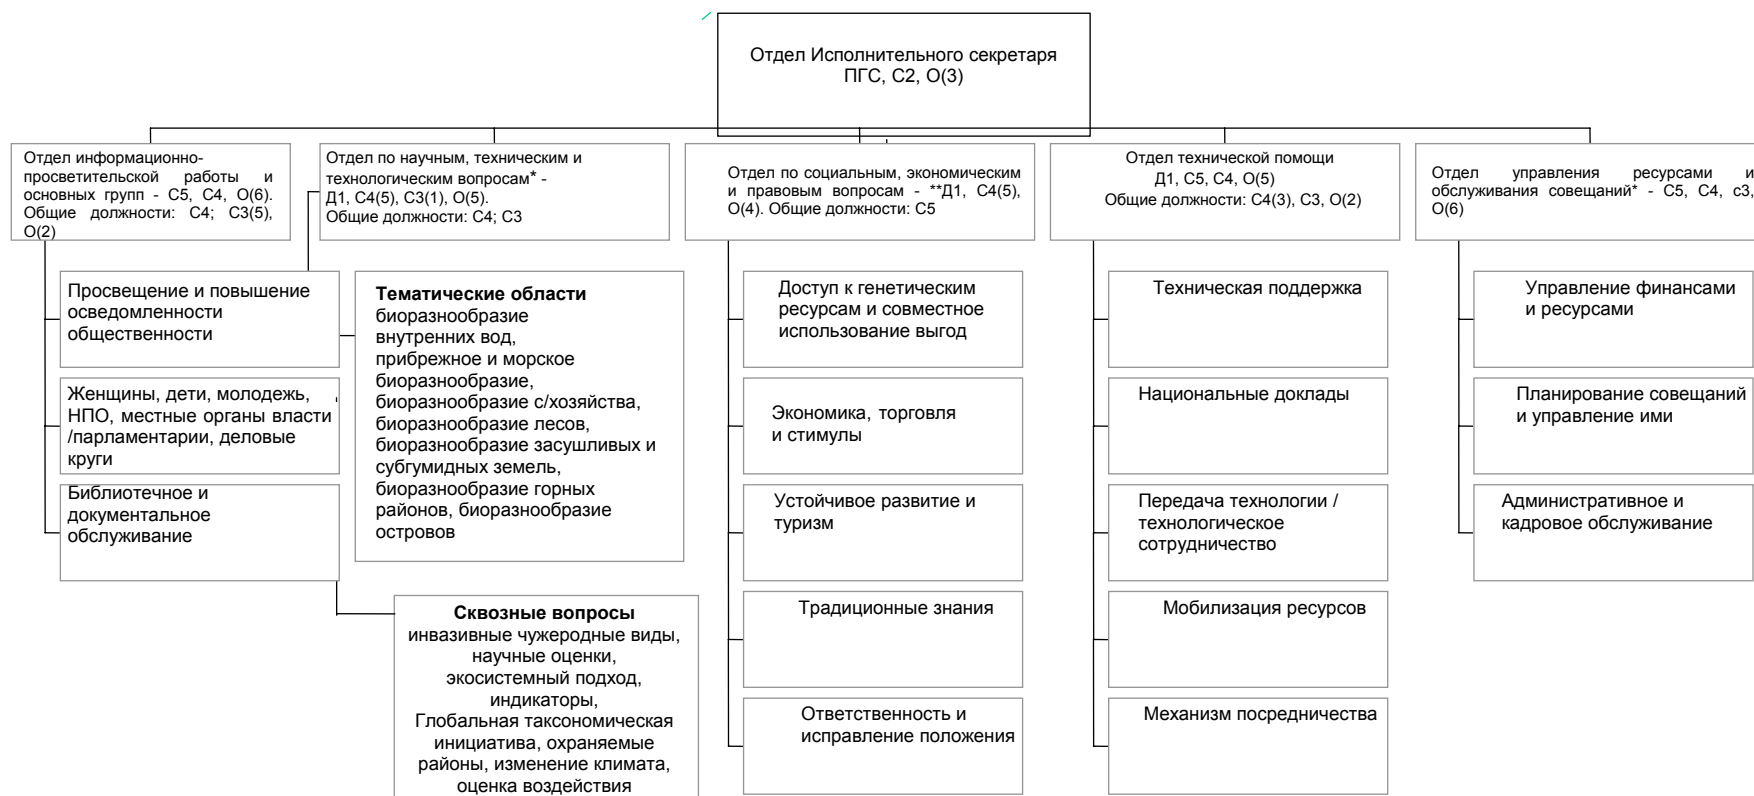 Отдел Исполнительного секретаря
ПГС, С2, О(3)
Отдел информационно-
просветительской работы и
основных групп - С5, С4, О(6).
Общие должности: С4; С3(5),
О(2)
Просвещение и повышение
осведомленности
общественности
Женщины, дети, молодежь,
НПО, местные органы власти
/парламентарии, деловые
круги
Библиотечное и
документальное
обслуживание
Отдел по научным, техническим и
технологическим вопросам* -
Д1, С4(5), С3(1), О(5).
Общие должности: С4; С3
Тематические области
биоразнообразие
внутренних вод,
прибрежное и морское
биоразнообразие,
биоразнообразие с/хозяйства,
биоразнообразие лесов,
биоразнообразие засушливых и
субгумидных земель,
биоразнообразие горных
районов, биоразнообразие
островов
Сквозные вопросы
инвазивные чужеродные виды,
научные оценки,
экосистемный подход,
индикаторы,
Глобальная таксономическая
инициатива, охраняемые
районы, изменение климата,
оценка воздействия
Отдел по социальным, экономическим
и правовым вопросам - **Д1, С4(5),
О(4). Общие должности: С5
Доступ к генетическим
ресурсам и совместное
использование выгод
Экономика, торговля
и стимулы
Устойчивое развитие и
туризм
Традиционные знания
Ответственность и
исправление положения
Отдел технической помощи
Д1, С5, С4, О(5)
Общие должности: С4(3), С3, О(2)
Техническая поддержка
Национальные доклады
Передача технологии /
технологическое
сотрудничество
Мобилизация ресурсов
Механизм посредничества
Отдел управления ресурсами и
обслуживания совещаний* - С5, С4, с3,
О(6)
Управление финансами
и ресурсами
Планирование совещаний
и управление ими
Административное и
кадровое обслуживание